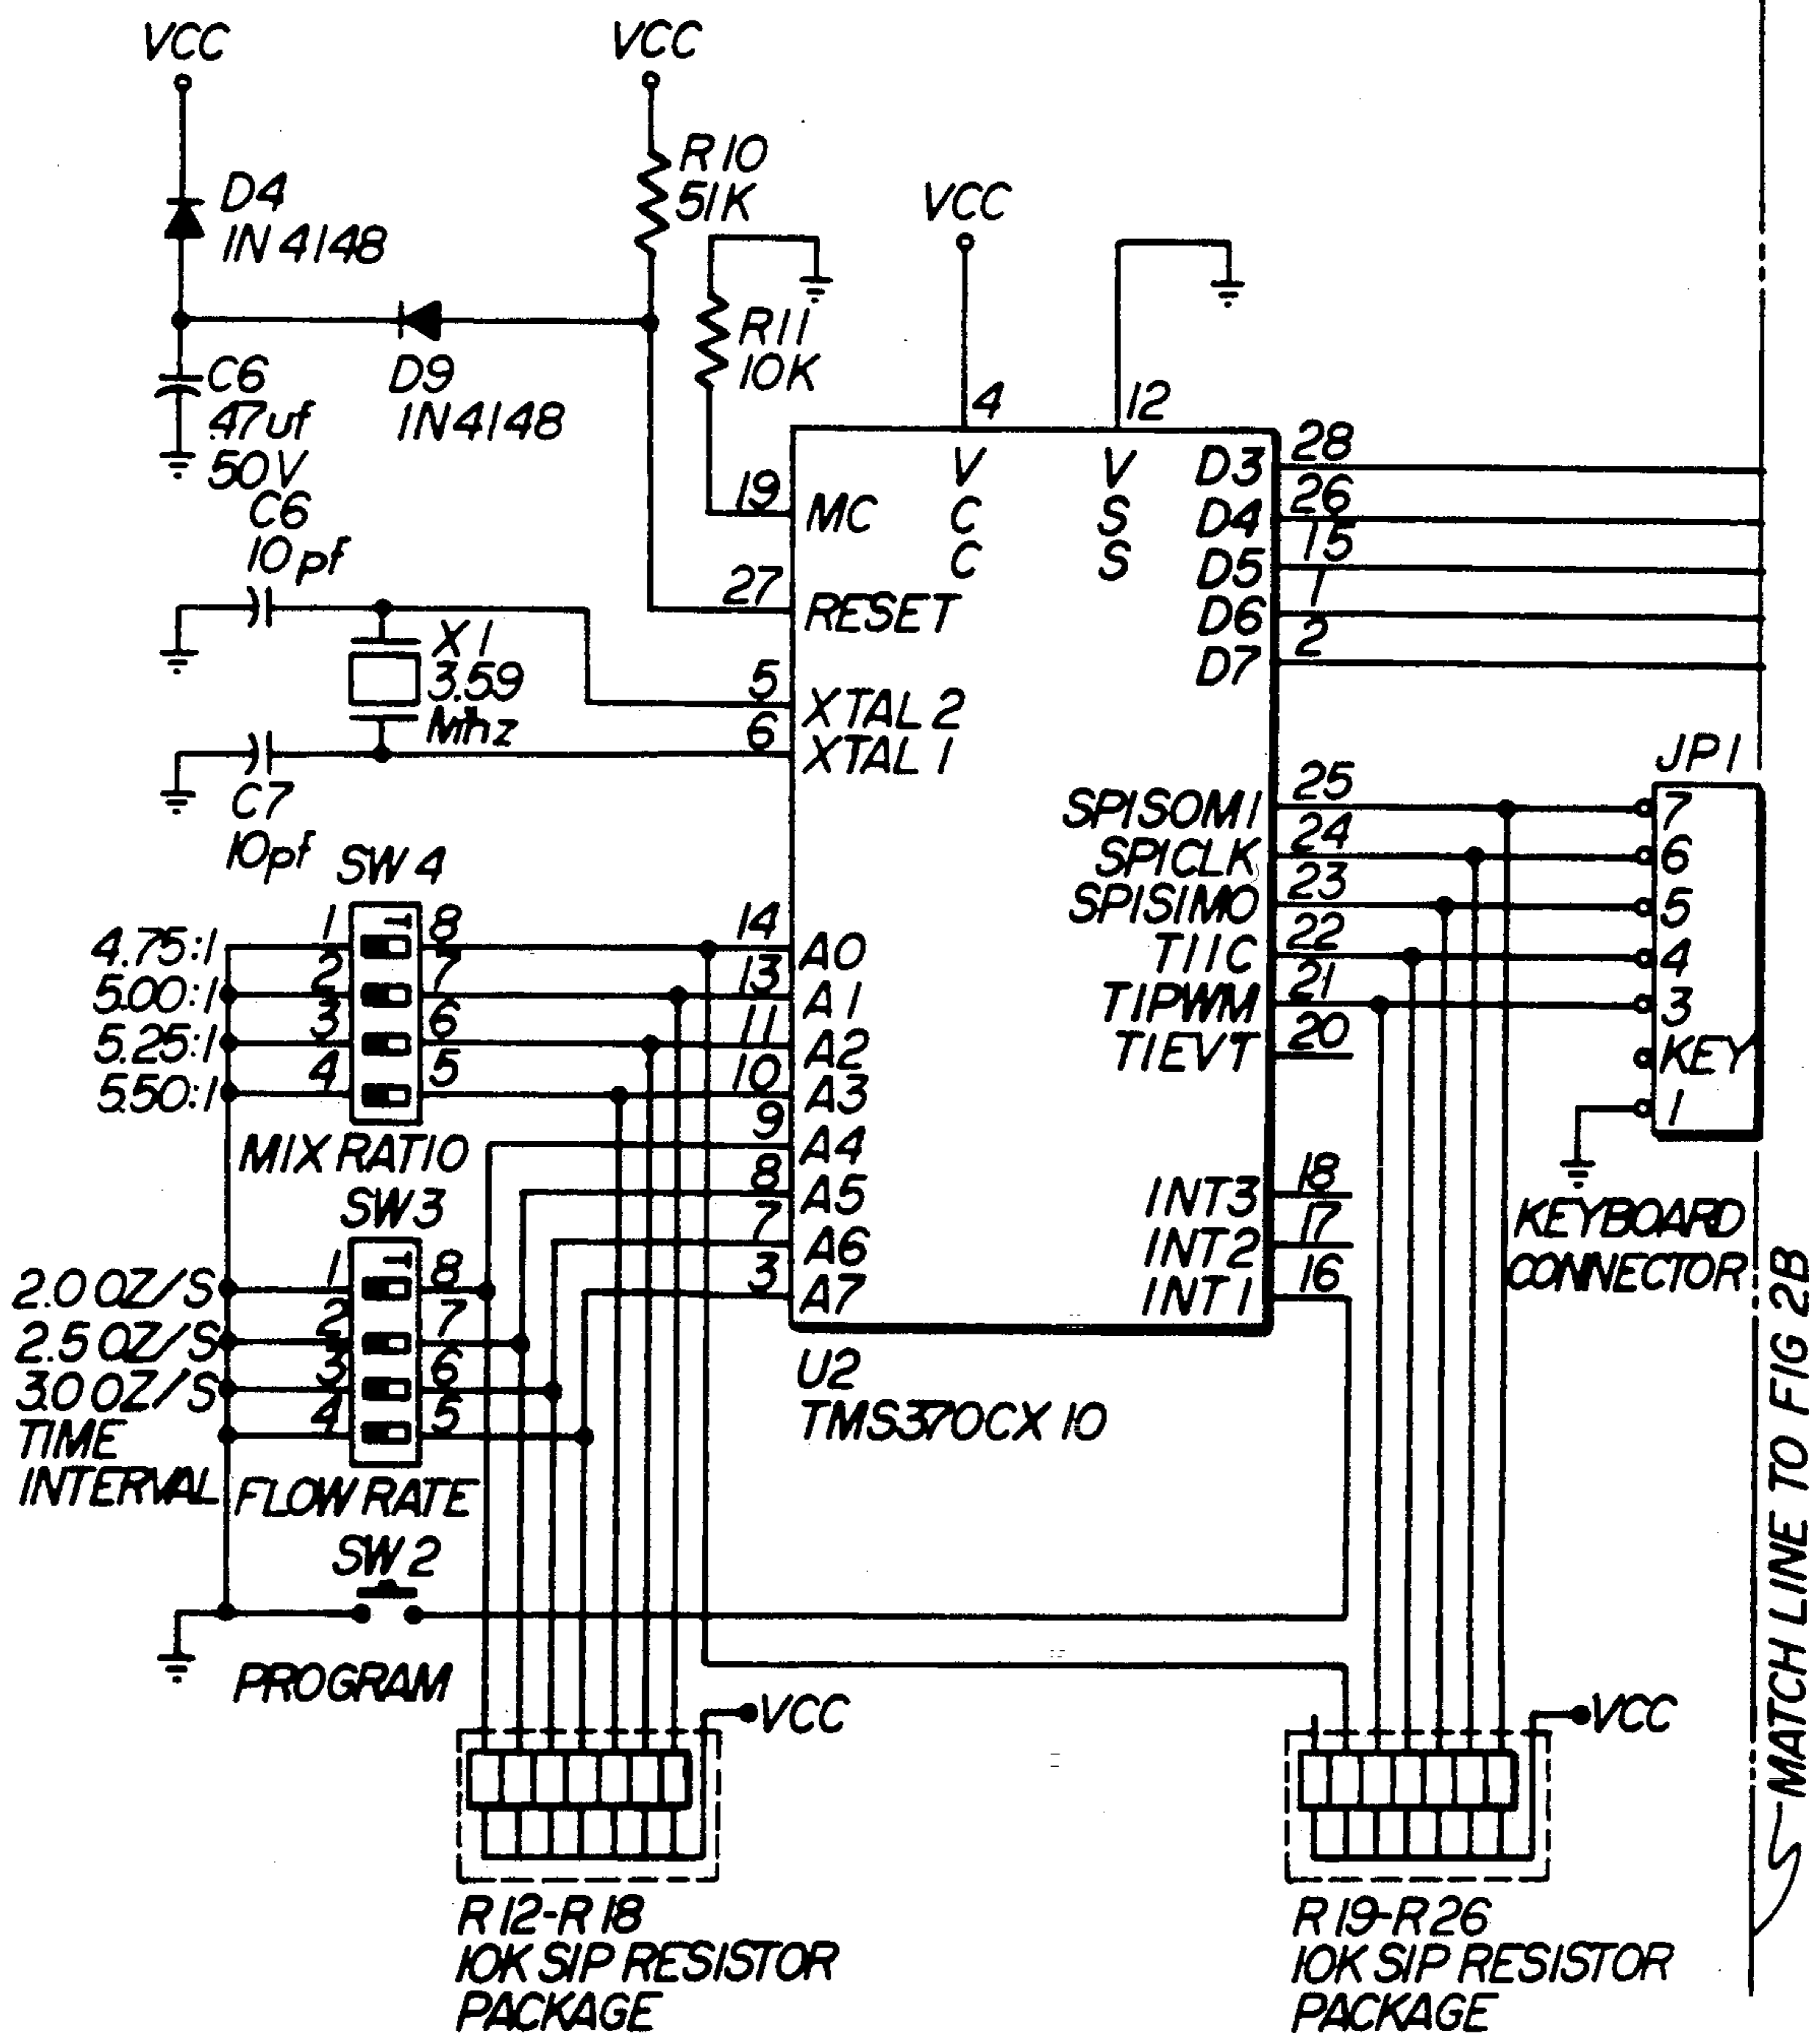 VCC
VCC
D4
IN 4148
R10
51K
VCC
R11
10K
C6
.47uf
50V
D9
1N4148
4
12
C6
10pf
19
MC
V
C
C
V
S
S
D3
28
D4
26
D5
15
D6
1
D7
2
27
RESET
X1
3.59
Mhz
5
XTAL 2
6
XTAL 1
C7
10pf
JP1
SPISOMI
25
7
SPICLK
24
6
SPISIMO
23
5
T1IC
22
4
T1PWM
21
3
T1EVT
20
KEY
1
KEYBOARD
CONNECTOR
SW4
4.75:1
1
8
14
A0
5.00:1
2
7
13
A1
5.25:1
3
6
11
A2
5.50:1
4
5
10
A3
9
A4
8
A5
7
A6
3
A7
MIX RATIO
INT3
18
INT2
17
INT1
16
SW3
2.0 OZ/S
1
8
2.5 OZ/S
2
7
3.0 OZ/S
3
6
TIME
INTERVAL
4
5
FLOW RATE
U2
TMS370CX10
SW2
PROGRAM
VCC
VCC
R12-R18
10K SIP RESISTOR
PACKAGE
R19-R26
10K SIP RESISTOR
PACKAGE
MATCH LINE TO FIG 2B